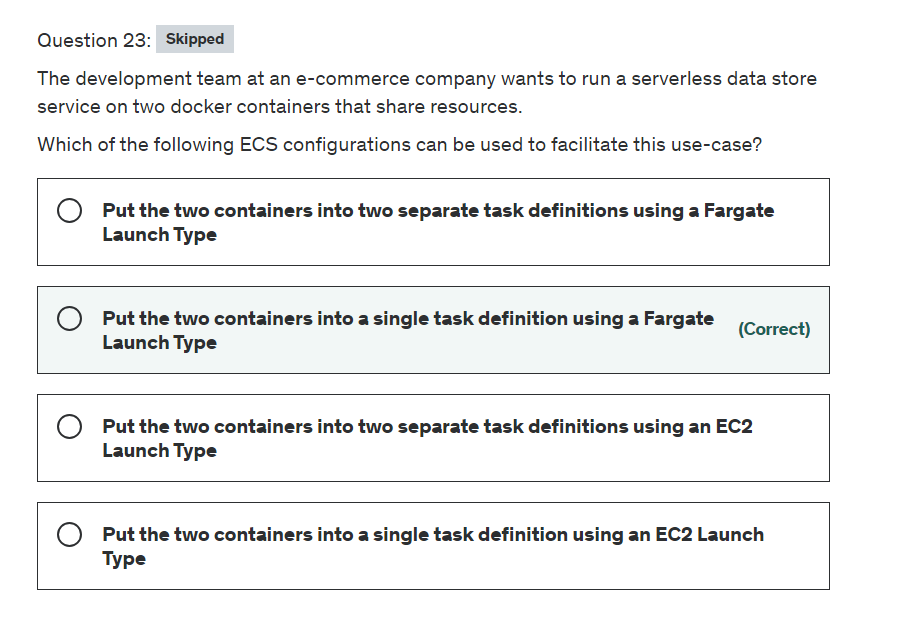 Question 23: Skipped
The development team at an e-commerce company wants to run a serverless data store
service on two docker containers that share resources.
Which of the following ECS configurations can be used to facilitate this use-case?
Put the two containers into two separate task definitions using a Fargate
Launch Type
Put the two containers into a single task definition using a Fargate
Launch Type
(Correct)
Put the two containers into two separate task definitions using an EC2
Launch Type
Put the two containers into a single task definition using an EC2 Launch
Type